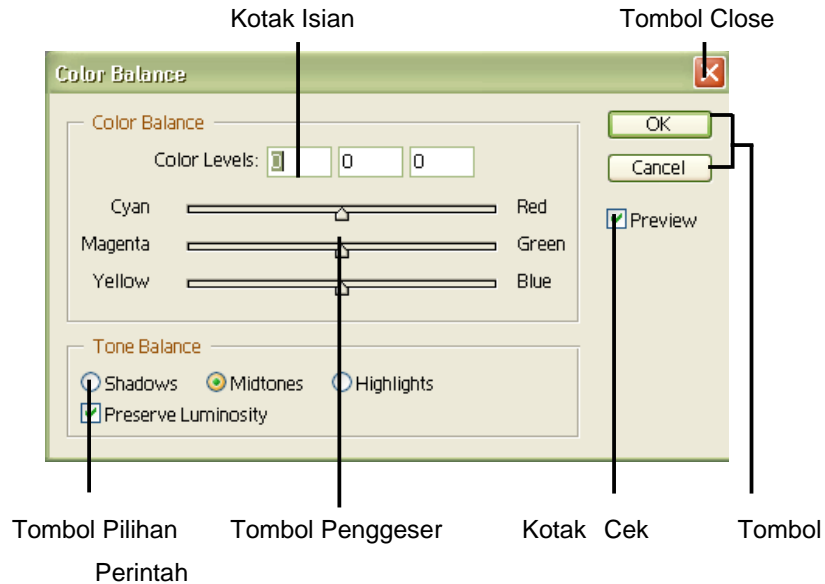 Kotak Isian Tombol Close
Color Balance
Color Balance
OK
Color Levels: 0 0 0
Cancel
Cyan Red
Preview
Magenta Green
Yellow Blue
Tone Balance
Shadows Midtones Highlights
Preserve Luminosity
Tombol Pilihan Tombol Penggeser Kotak Cek Tombol
Perintah